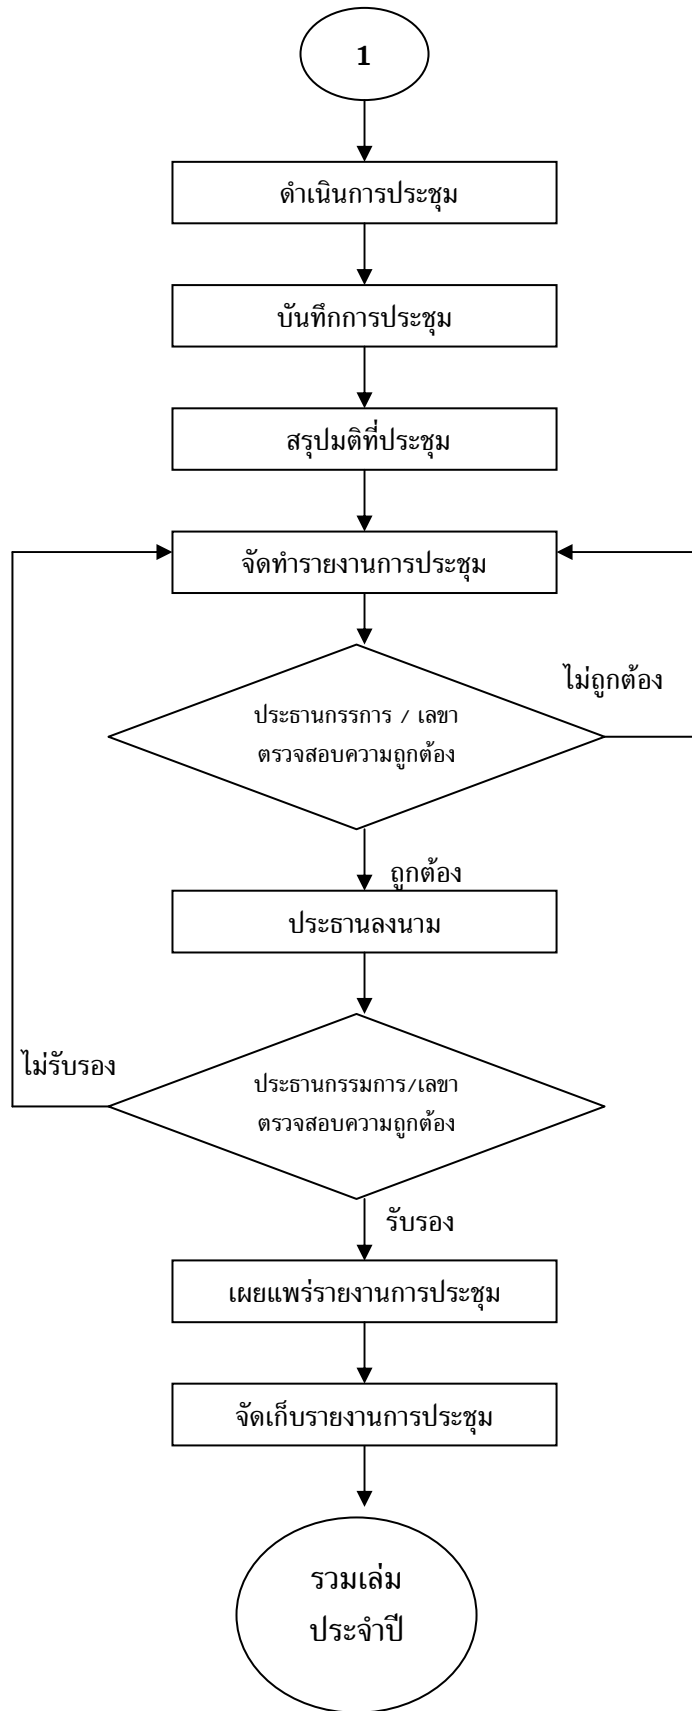 1
ดำเนินการประชุม
บันทึกการประชุม
สรุปมติที่ประชุม
จัดทำรายงานการประชุม
ไม่ถูกต้อง
ประธานกรรการ / เลขา
ตรวจสอบความถูกต้อง
ถูกต้อง
ประธานลงนาม
ไม่รับรอง
ประธานกรรมการ/เลขา
ตรวจสอบความถูกต้อง
รับรอง
เผยแพร่รายงานการประชุม
จัดเก็บรายงานการประชุม
รวมเล่ม
ประจำปี